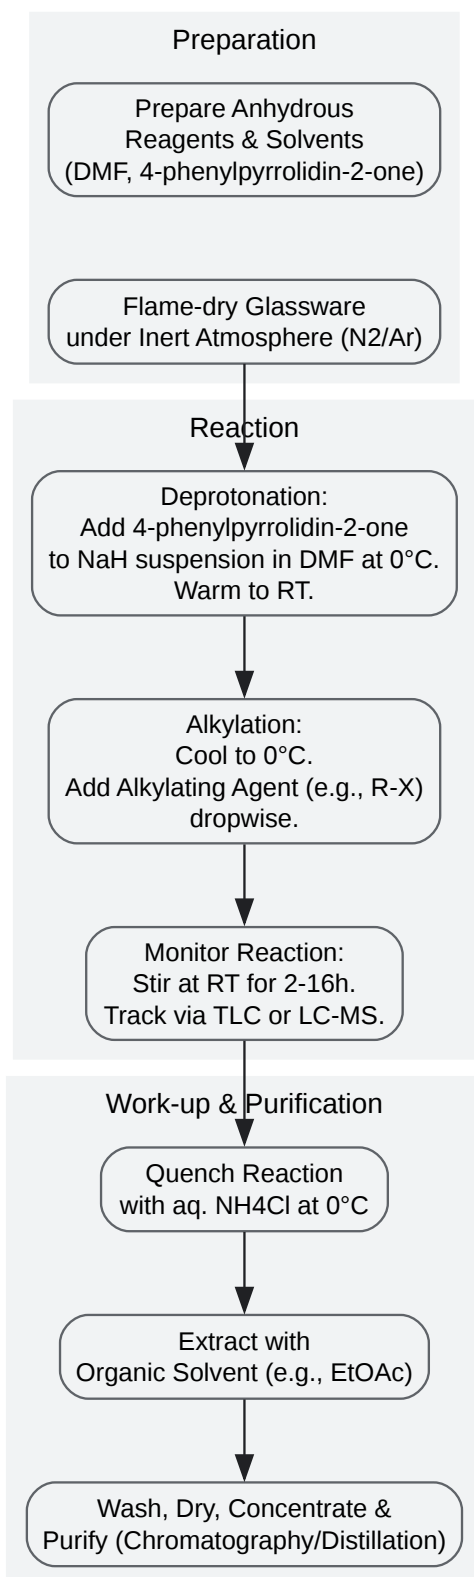 Preparation
Prepare Anhydrous
Reagents & Solvents
(DMF, 4-phenylpyrrolidin-2-one)
Flame-dry Glassware
under Inert Atmosphere (N2/Ar)
Reaction
Deprotonation:
Add 4-phenylpyrrolidin-2-one
to NaH suspension in DMF at 0°C.
Warm to RT.
Alkylation:
Cool to 0°C.
Add Alkylating Agent (e.g., R-X)
dropwise.
Monitor Reaction:
Stir at RT for 2-16h.
Track via TLC or LC-MS.
Work-up & Purification
Quench Reaction
with aq. NH4Cl at 0°C
Extract with
Organic Solvent (e.g., EtOAc)
Wash, Dry, Concentrate &
Purify (Chromatography/Distillation)